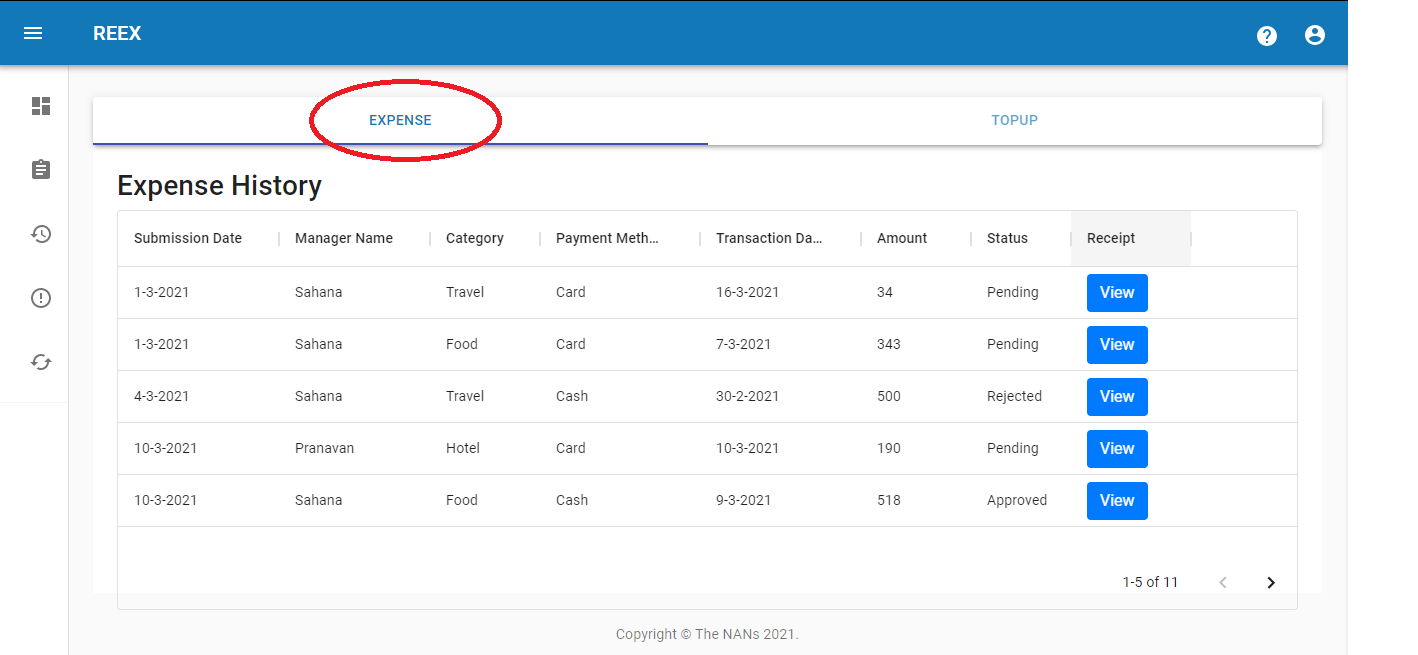 REEX
EXPENSE TOPUP
Expense History
Submission Date Manager Name Category Payment Meth... Transaction Da... Amount Status Receipt
1-3-2021 Sahana Travel Card 16-3-2021 34 Pending View
1-3-2021 Sahana Food Card 7-3-2021 343 Pending View
4-3-2021 Sahana Travel Cash 30-2-2021 500 Rejected View
10-3-2021 Pranavan Hotel Card 10-3-2021 190 Pending View
10-3-2021 Sahana Food Cash 9-3-2021 518 Approved View
1-5 of 11
Copyright © The NANs 2021.